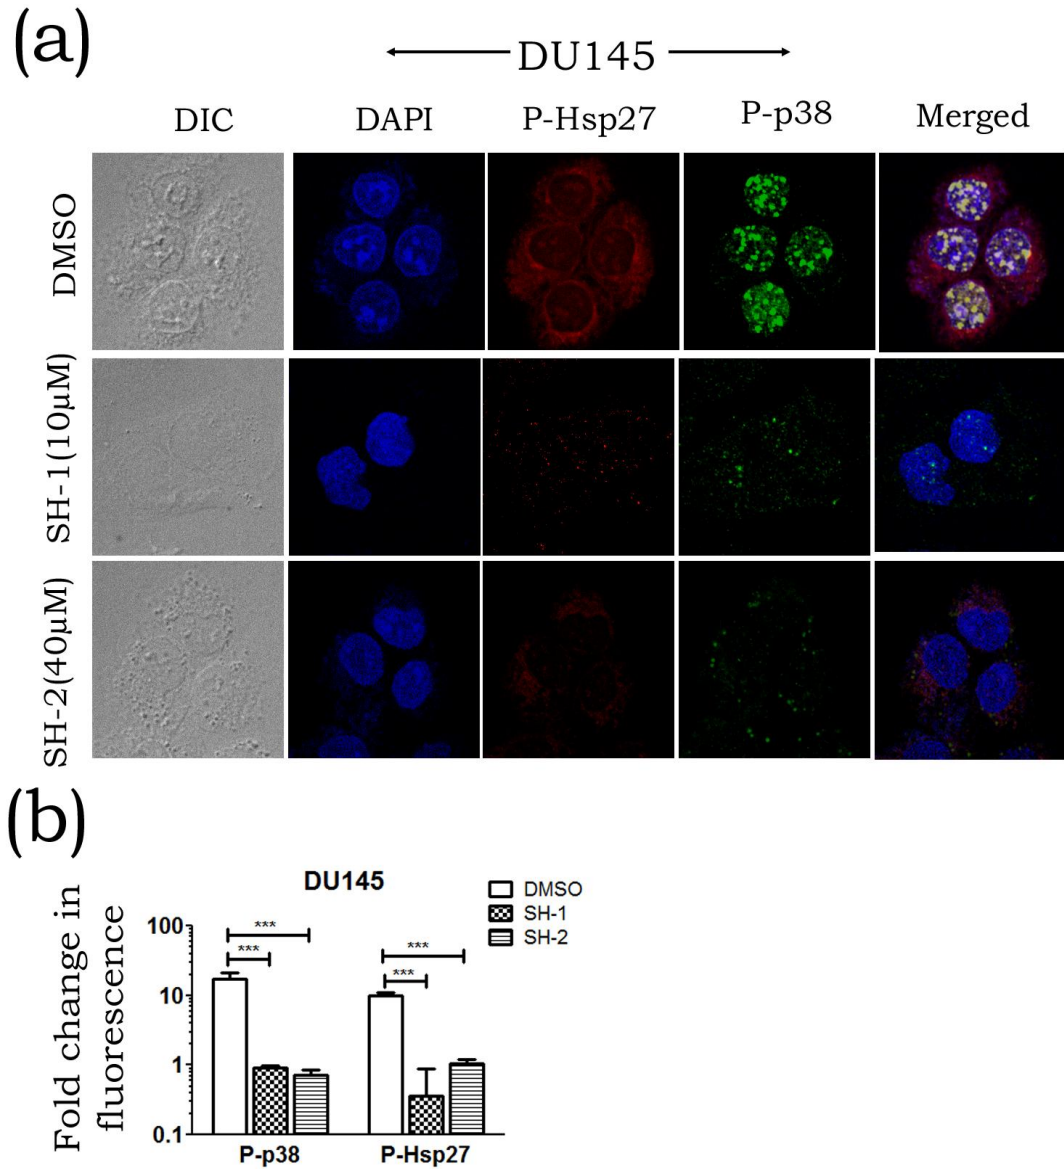 (a)
DU145
DIC DAPI P-Hsp27 P-p38 Merged
DMSO
SH-1(10µM)
SH-2(40µM)
(b)
DU145
DMSO
SH-1
SH-2
Fold change in
fluorescence
100
10
1
0.1
***
***
***
***
P-p38 P-Hsp27